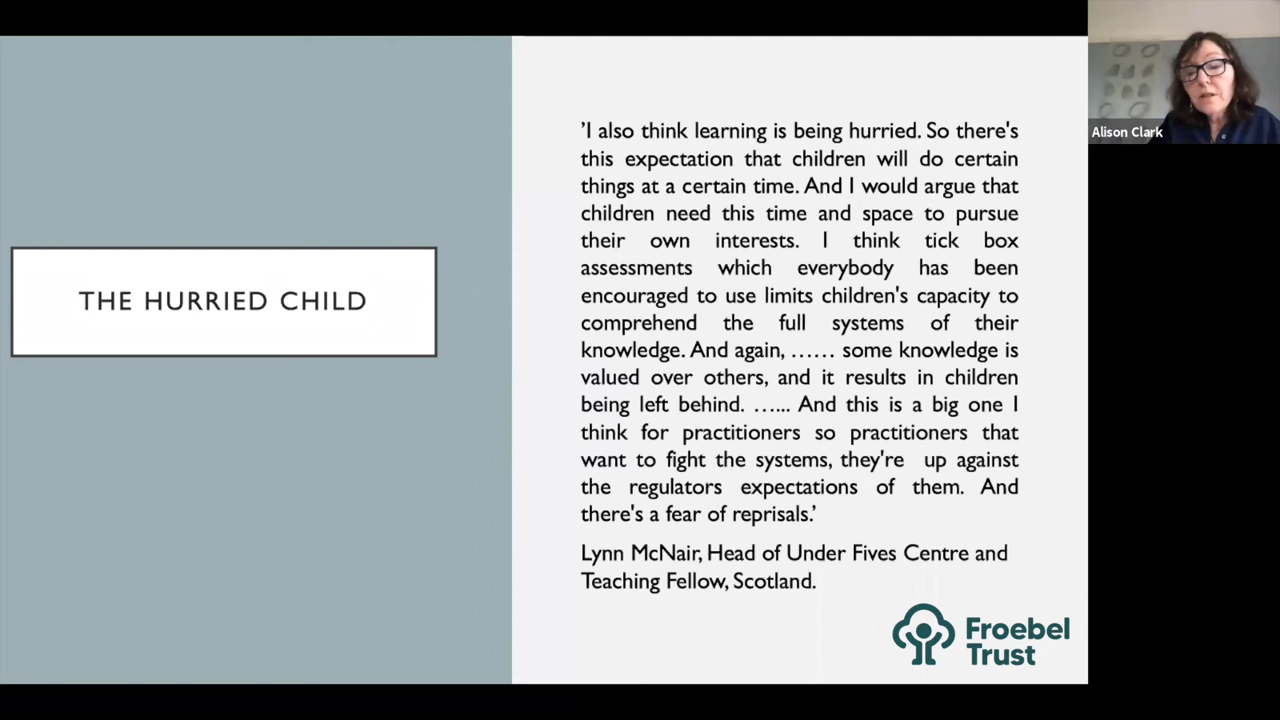 THE HURRIED CHILD
’I also think learning is being hurried. So there's
this expectation that children will do certain
things at a certain time. And I would argue that
children need this time and space to pursue
their own interests. I think tick box
assessments which everybody has been
encouraged to use limits children's capacity to
comprehend the full systems of their
knowledge. And again, …… some knowledge is
valued over others, and it results in children
being left behind. …... And this is a big one I
think for practitioners so practitioners that
want to fight the systems, they're up against
the regulators expectations of them. And
there's a fear of reprisals.’
Lynn McNair, Head of Under Fives Centre and
Teaching Fellow, Scotland.
Froebel
Trust
Alison Clark